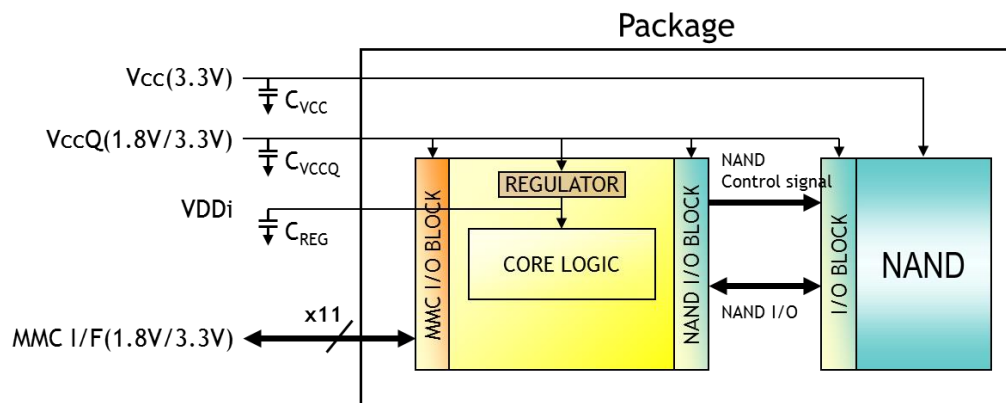 Package
Vcc(3.3V)
CVCC
VccQ(1.8V/3.3V)
CVCCQ
NAND
Control signal
REGULATOR
VDDi
CREG
MMC I/O BLOCK
CORE LOGIC
NAND I/O BLOCK
I/O BLOCK
NAND
NAND I/O
x11
MMC I/F(1.8V/3.3V)